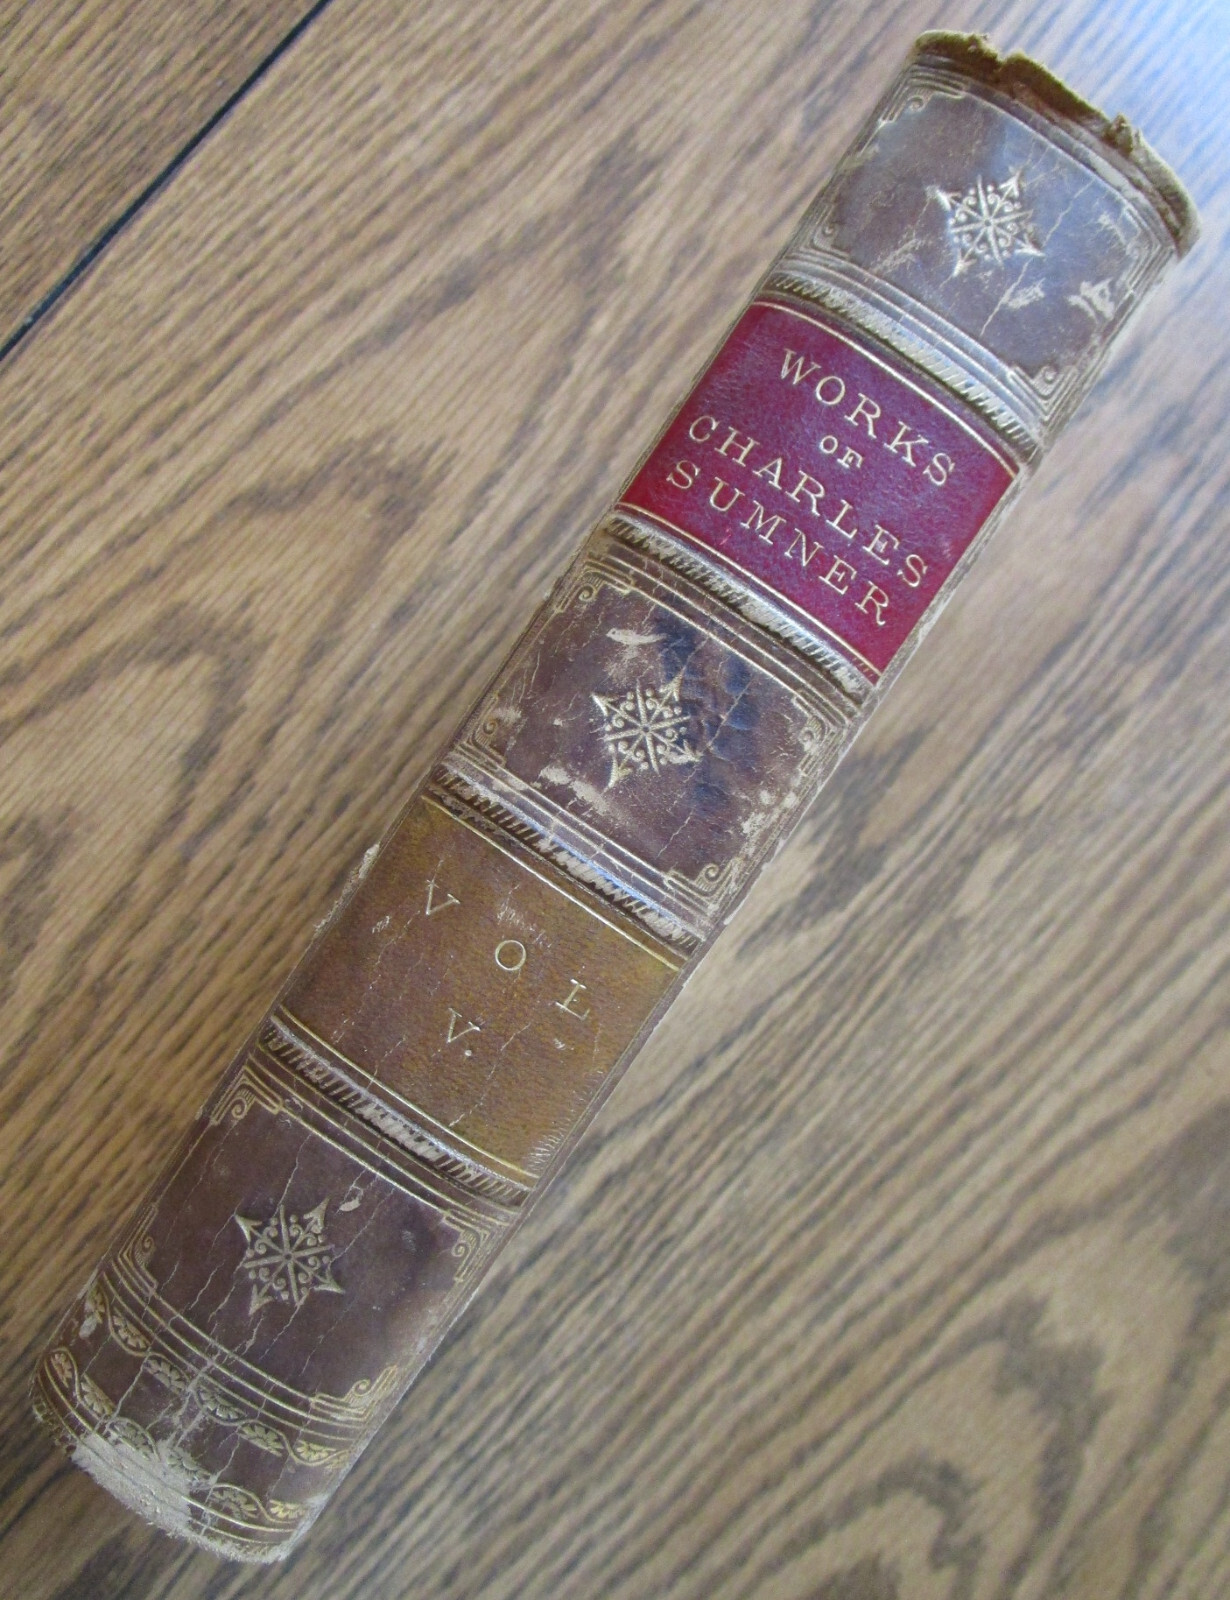 WORKS
OF
CHARLES
SUMNER
VOL
V.